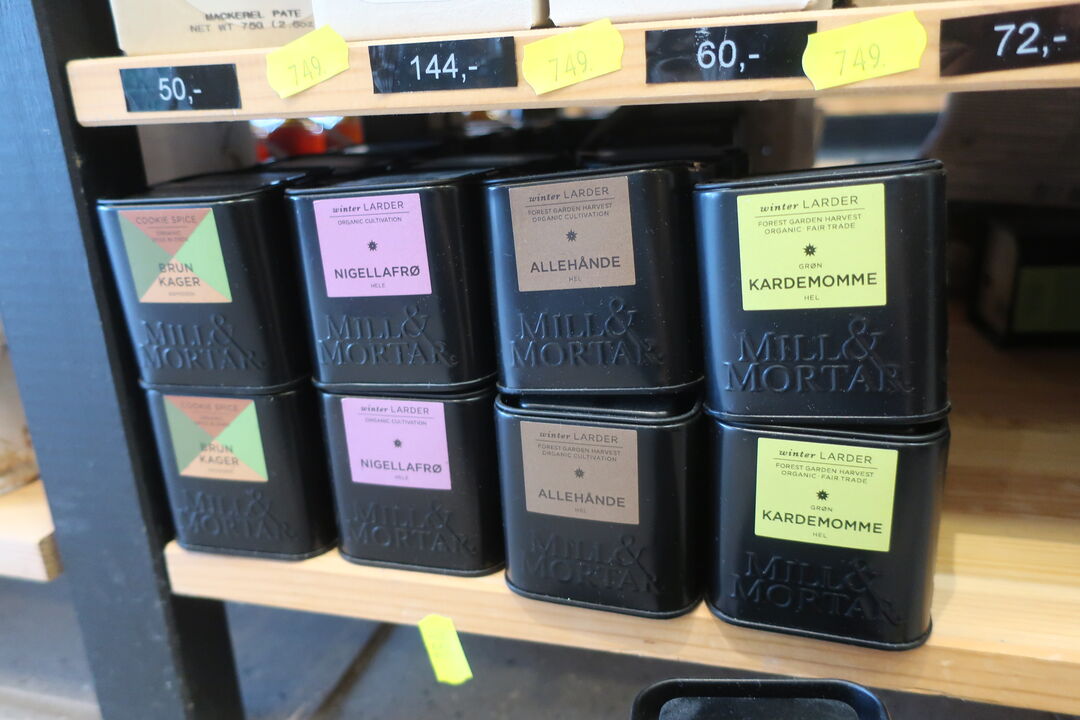 MACKEREL PATE
NET WT 75G (2.65oz
50,-
749.
144,-
749.
60,-
749.
72,-
COOKIE SPICE
ORGANIC
BRUN
KAGER
MILL&
MORTAR
winter LARDER
ORGANIC CULTIVATION
NIGELLAFRØ
HELE
MILL&
MORTAR
winter LARDER
FOREST GARDEN HARVEST
ORGANIC CULTIVATION
ALLEHÅNDE
HEL
MILL&
MORTAR
winter LARDER
FOREST GARDEN HARVEST
ORGANIC · FAIR TRADE
GRØN
KARDEMOMME
HEL
MILL&
MORTAR
COOKIE SPICE
BRUN
KAGER
MILL&
MORTAR
winter LARDER
ORGANIC CULTIVATION
NIGELLAFRØ
HELE
MILL&
MORTAR
winter LARDER
FOREST GARDEN HARVEST
ORGANIC CULTIVATION
ALLEHÅNDE
HEL
MILL&
MORTAR
winter LARDER
FOREST GARDEN HARVEST
ORGANIC · FAIR TRADE
GRØN
KARDEMOMME
HEL
MILL&
MORTAR